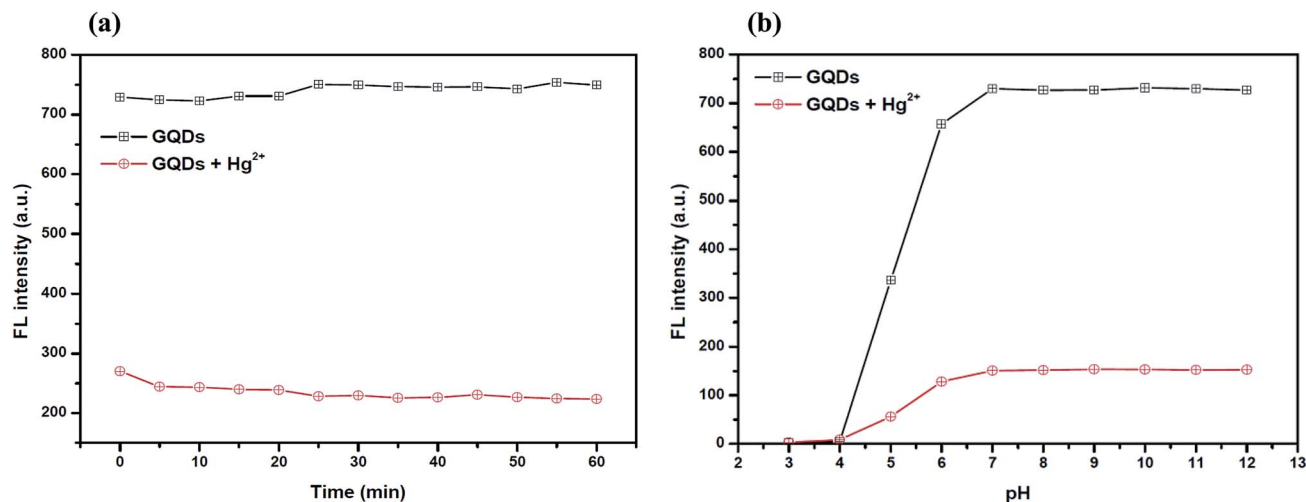 (a)
800
700
600
500
400
300
200
FL intensity (a.u.)
GQDs
GQDs + Hg²⁺
0 10 20 30 40 50 60
Time (min)
(b)
800
700
600
500
400
300
200
100
0
FL intensity (a.u.)
GQDs
GQDs + Hg²⁺
2 3 4 5 6 7 8 9 10 11 12 13
pH